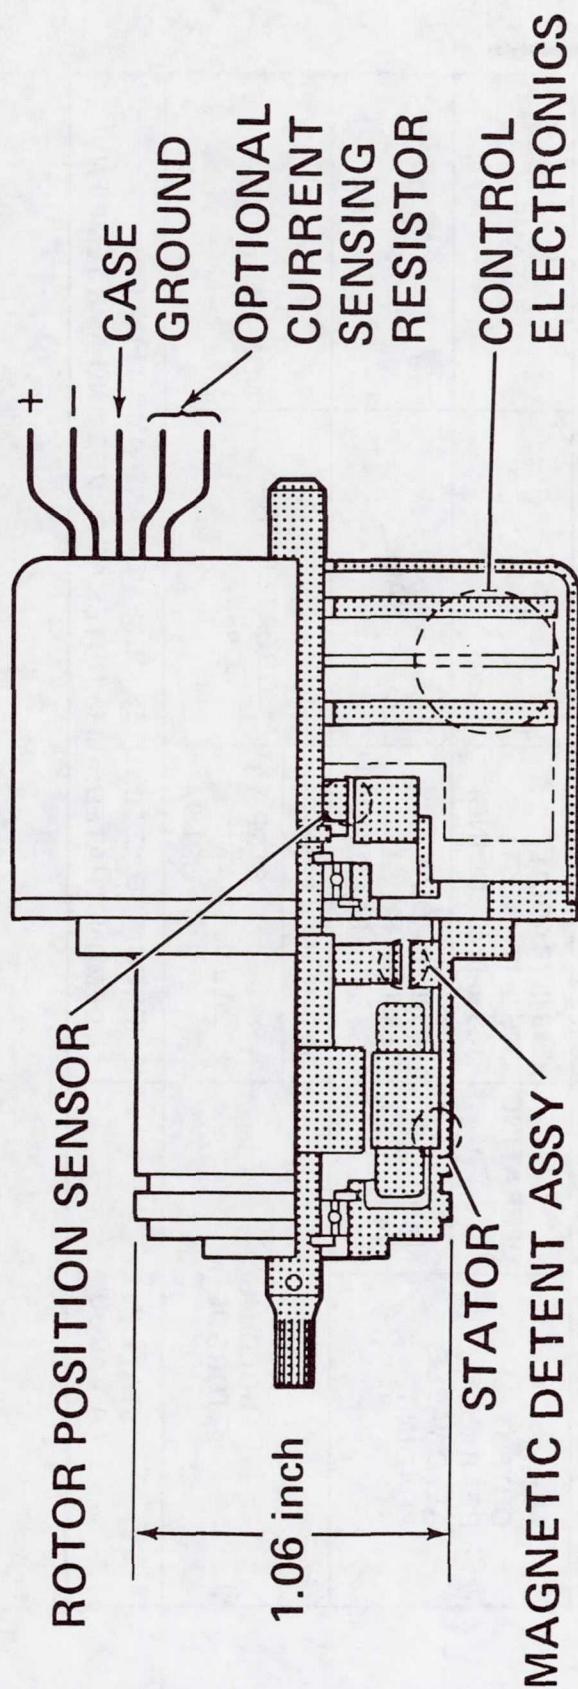 ROTOR POSITION SENSOR
+
−
CASE
GROUND
OPTIONAL
CURRENT
SENSING
RESISTOR
1.06 inch
STATOR
MAGNETIC DETENT ASSY
CONTROL
ELECTRONICS